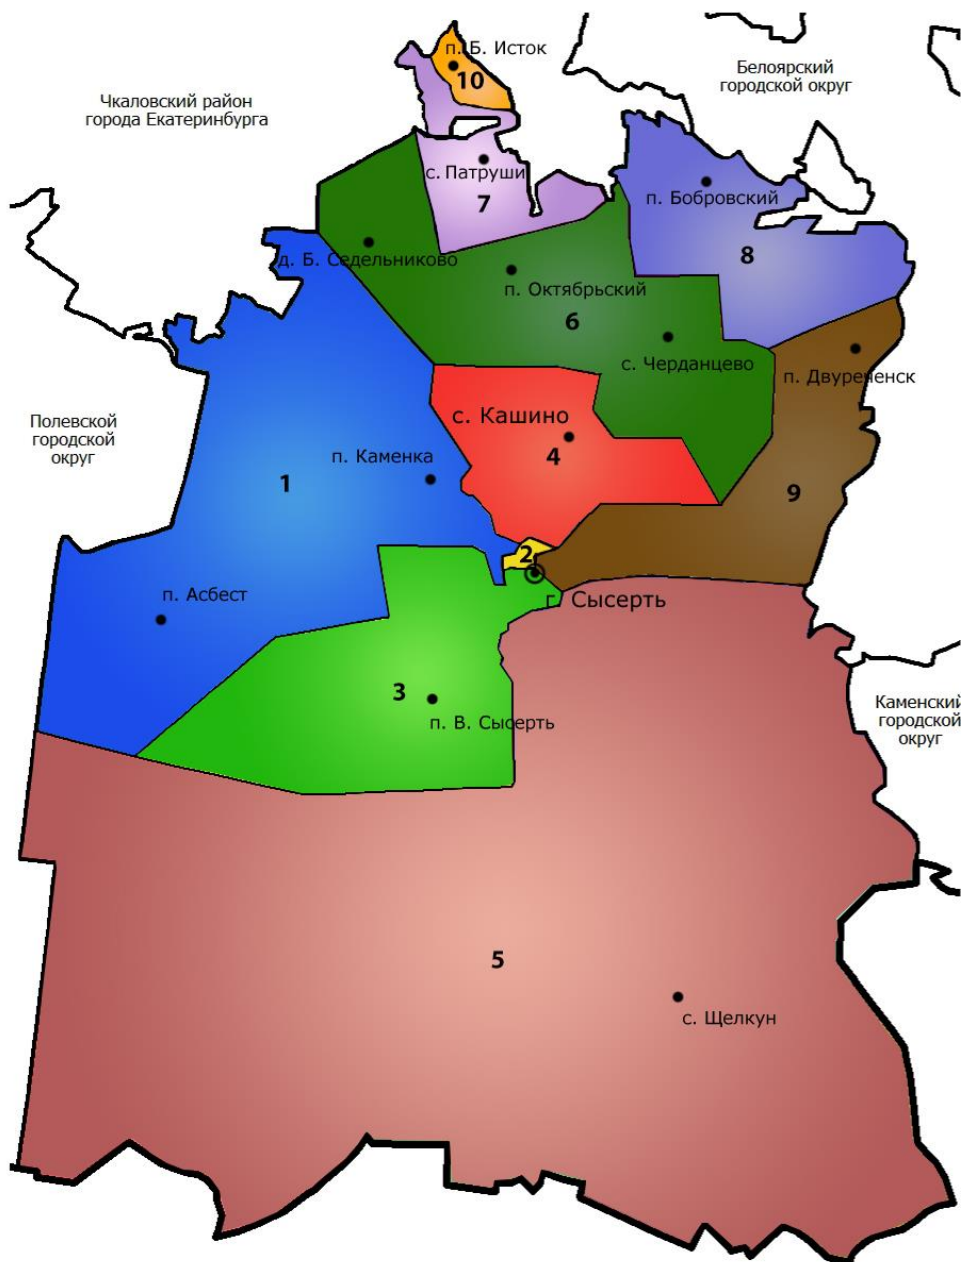 п. Б. Исток
10
Белоярский
городской округ
Чкаловский район
города Екатеринбурга
с. Патруши
7
п. Бобровский
8
д. Б. Седельниково
п. Октябрьский
6
с. Черданцево
п. Двуреченск
Полевской
городской
округ
с. Кашино
4
п. Каменка
1
9
2
п. Асбест
г. Сысерть
3
п. В. Сысерть
Каменский
городской
округ
5
с. Щелкун